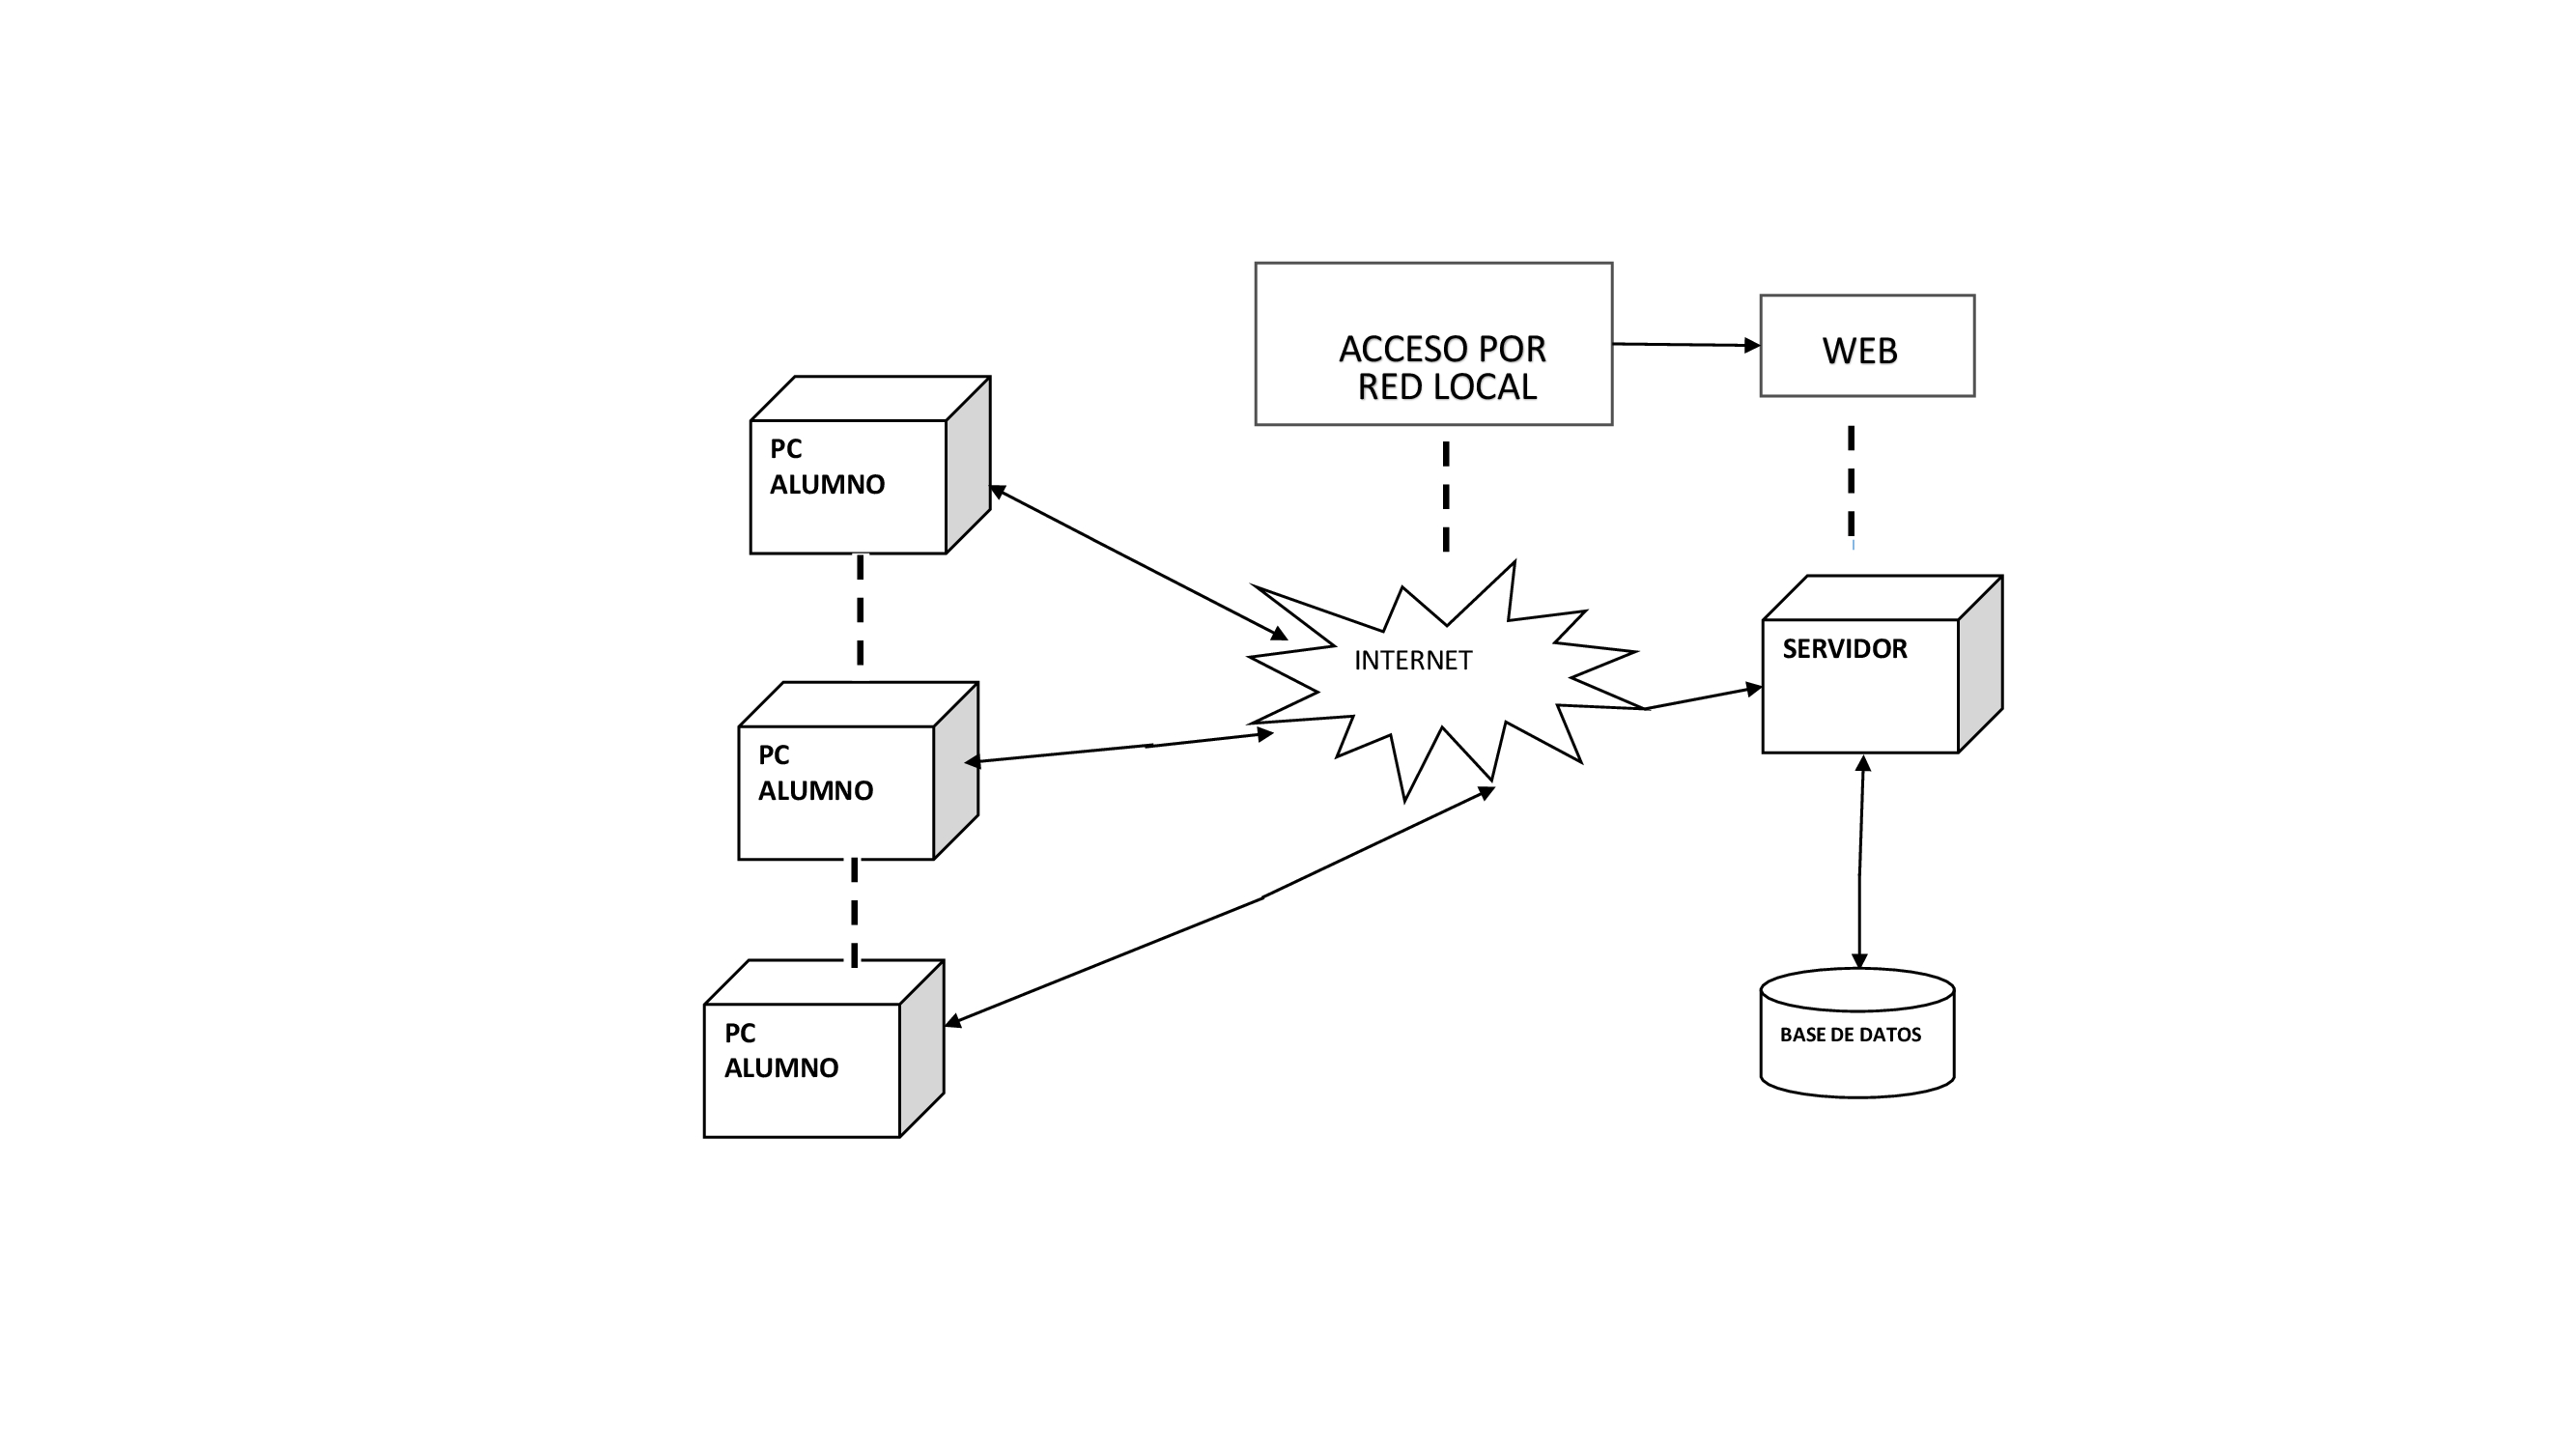 ACCESO POR
RED LOCAL
WEB
PC
ALUMNO
INTERNET
SERVIDOR
PC
ALUMNO
PC
ALUMNO
BASE DE DATOS